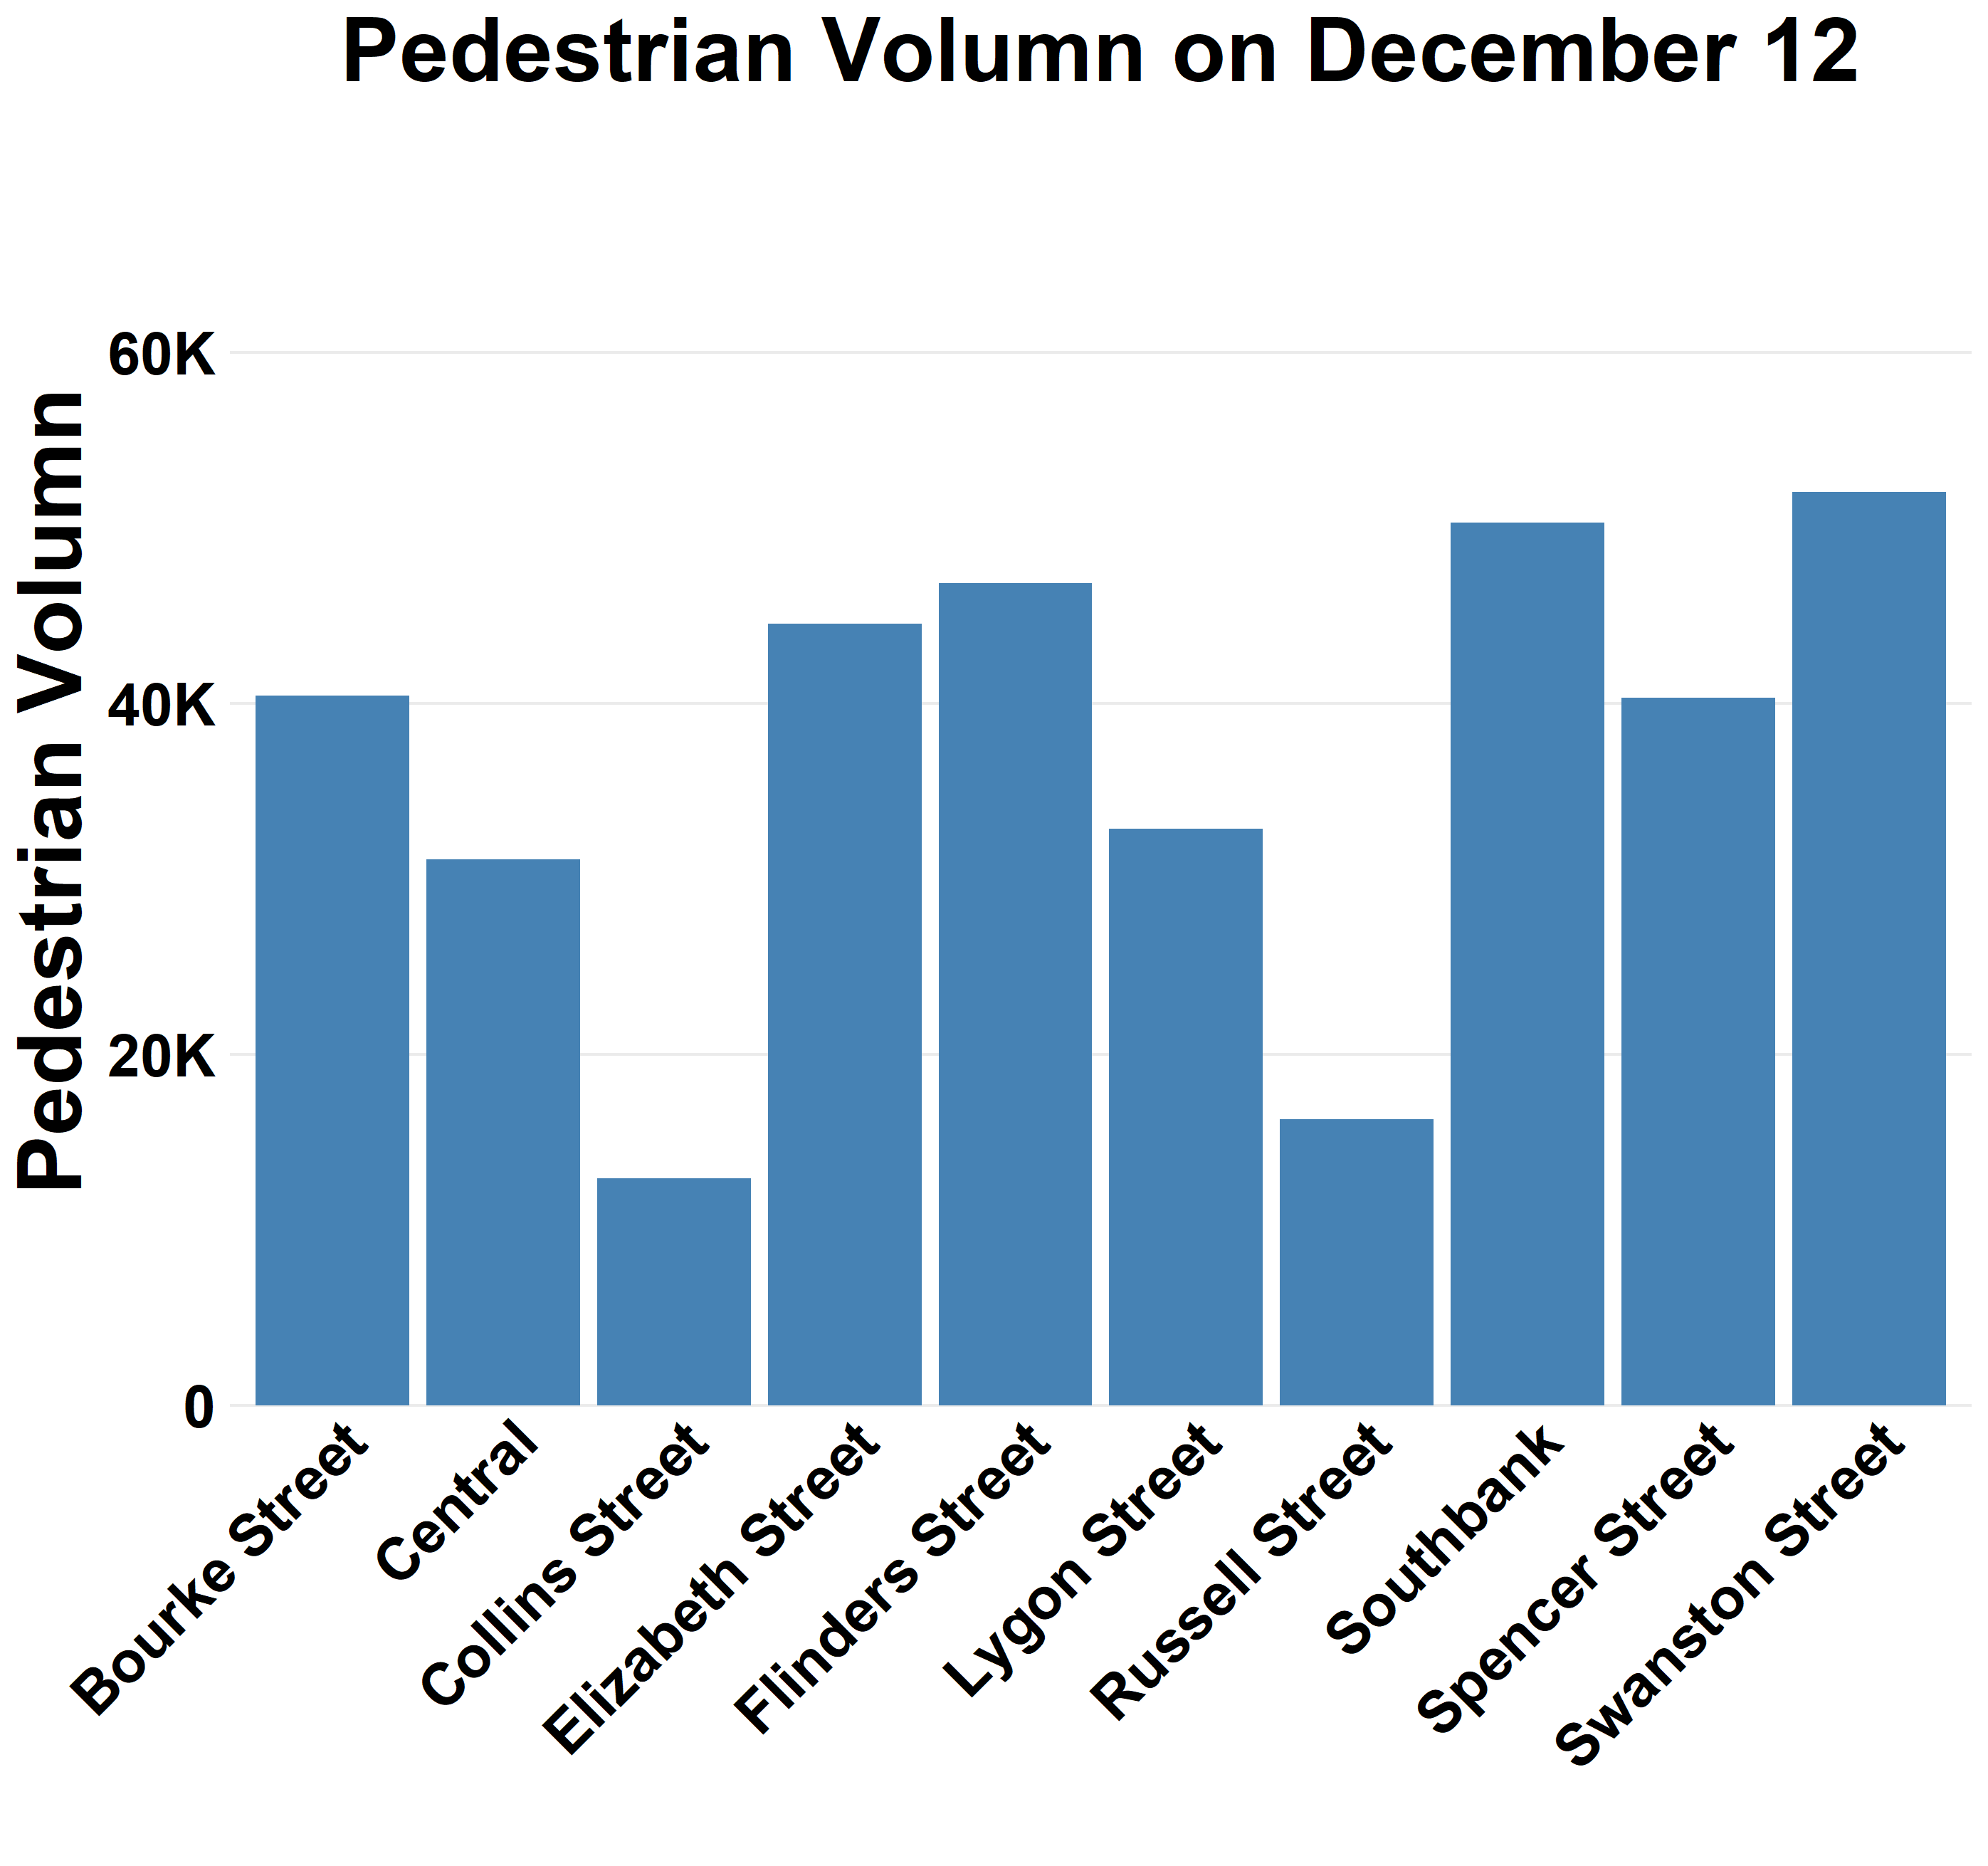 Pedestrian Volumn on December 12
Pedestrian Volumn
60K
40K
20K
0
Bourke Street
Central
Collins Street
Elizabeth Street
Flinders Street
Lygon Street
Russell Street
Southbank
Spencer Street
Swanston Street